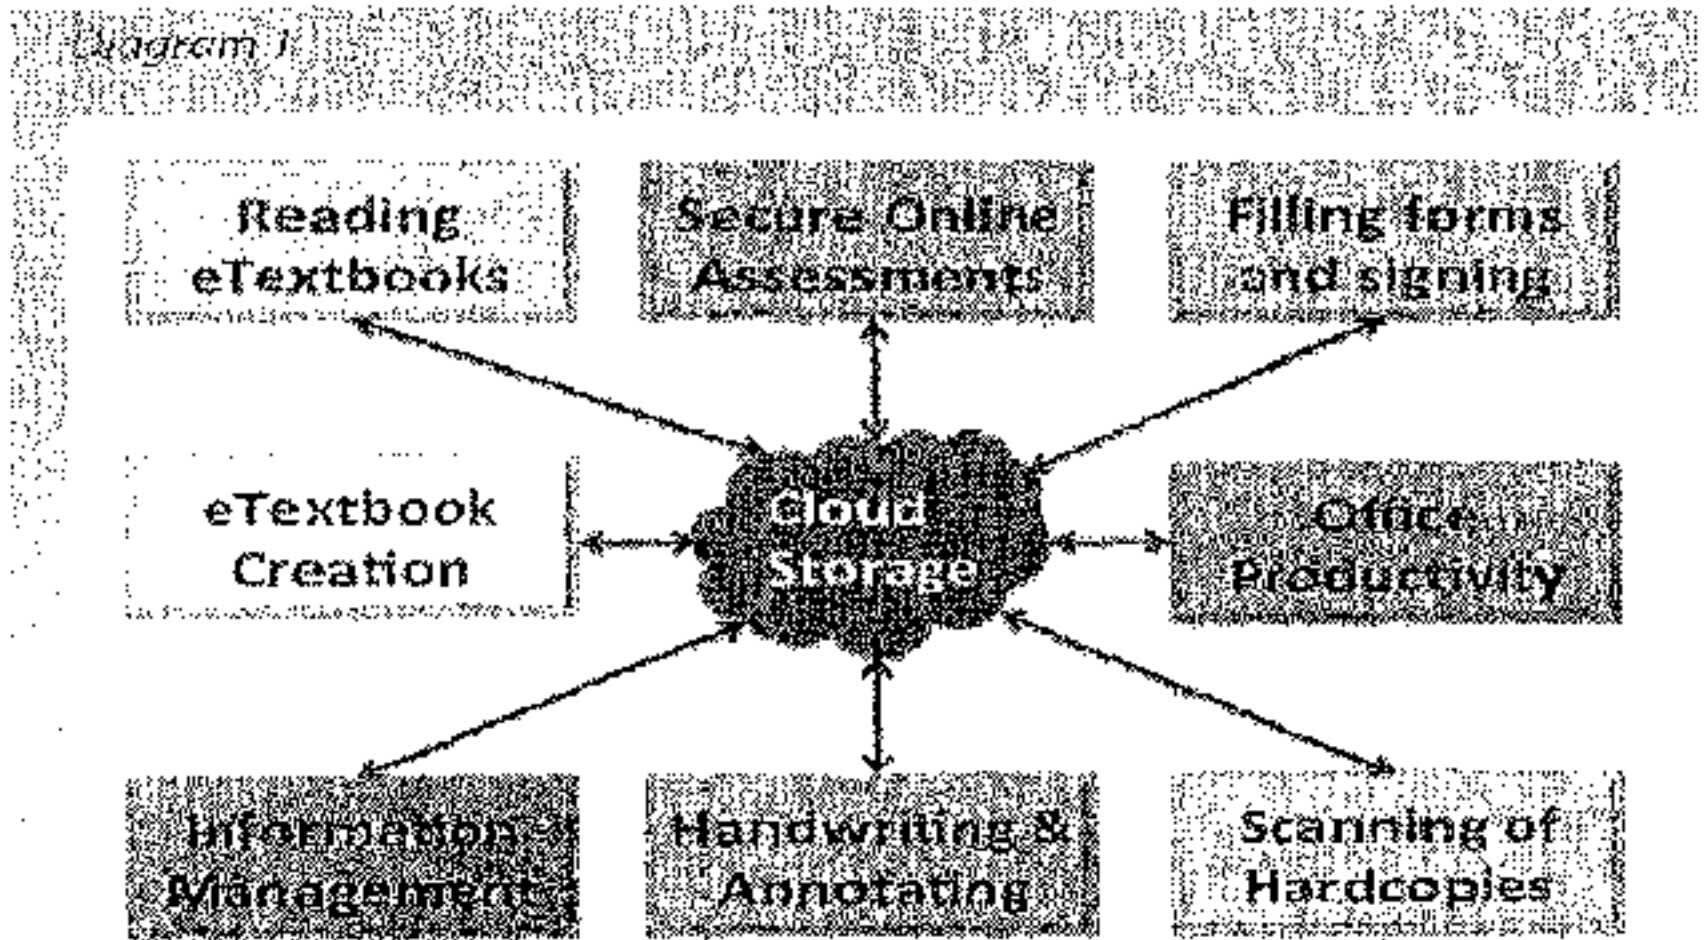 Diagram 1
Reading
eTextbooks
Secure Online
Assessments
Filling forms
and signing
eTextbook
Creation
Cloud
Storage
Office
Productivity
Information
Management
Handwriting &
Annotating
Scanning of
Hardcopies